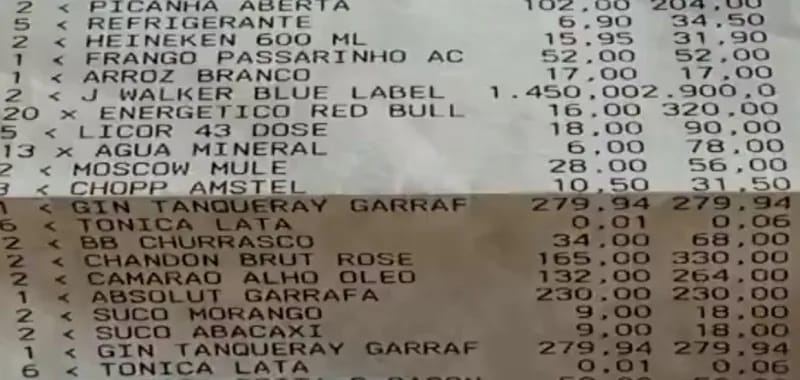 2 < PICANHA ABERTA 102,00 204,00
5 < REFRIGERANTE 6.90 34.50
2 < HEINEKEN 600 ML 15.95 31.90
1 < FRANGO PASSARINHO AC 52,00 52,00
1 < ARROZ BRANCO 17,00 17,00
2 < J WALKER BLUE LABEL 1.450,002.900,0
20 x ENERGETICO RED BULL 16,00 320,00
5 < LICOR 43 DOSE 18,00 90,00
13 x AGUA MINERAL 6,00 78,00
2 < MOSCOW MULE 28,00 56,00
3 < CHOPP AMSTEL 10,50 31,50
1 < GIN TANQUERAY GARRAF 279.94 279.94
6 < TONICA LATA 0.01 0.06
2 < BB CHURRASCO 34,00 68,00
2 < CHANDON BRUT ROSE 165,00 330,00
2 < CAMARAO ALHO OLEO 132,00 264,00
1 < ABSOLUT GARRAFA 230,00 230,00
2 < SUCO MORANGO 9,00 18,00
2 < SUCO ABACAXI 9,00 18,00
1 < GIN TANQUERAY GARRAF 279.94 279.94
6 < TONICA LATA 0.01 0.06